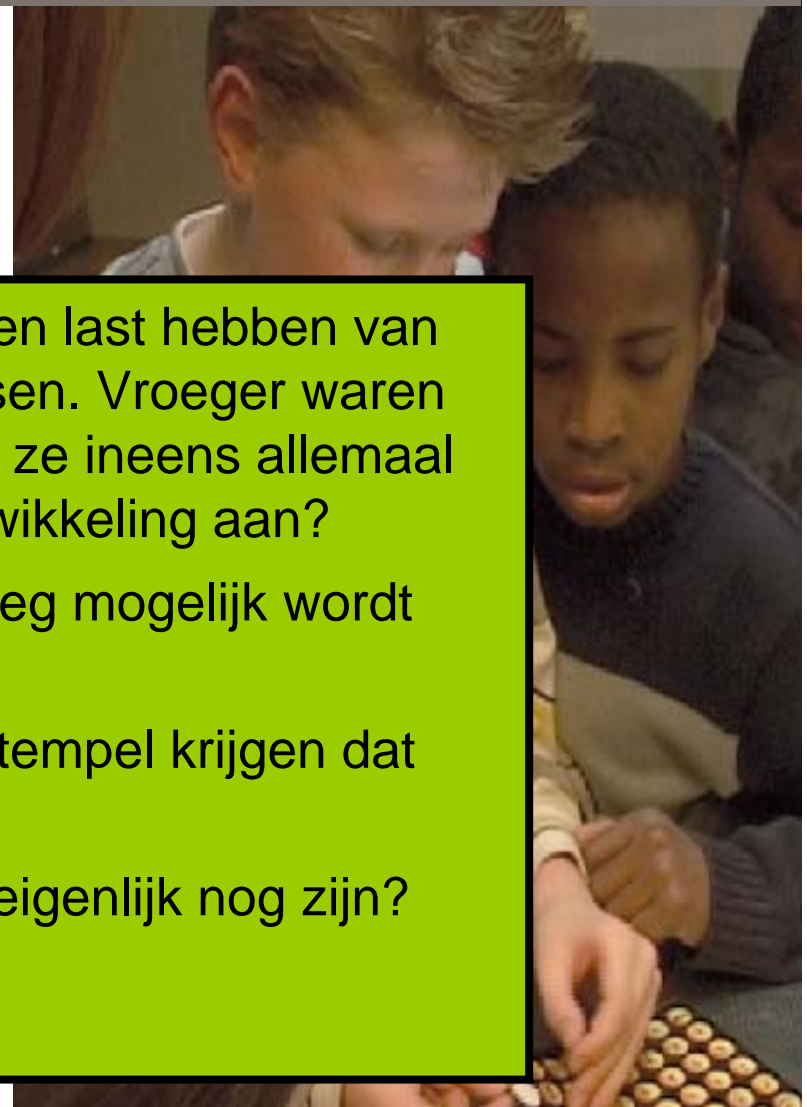 en last hebben van
sen. Vroeger waren
ze ineens allemaal
wikkeling aan?
eg mogelijk wordt
tempel krijgen dat
eigenlijk nog zijn?